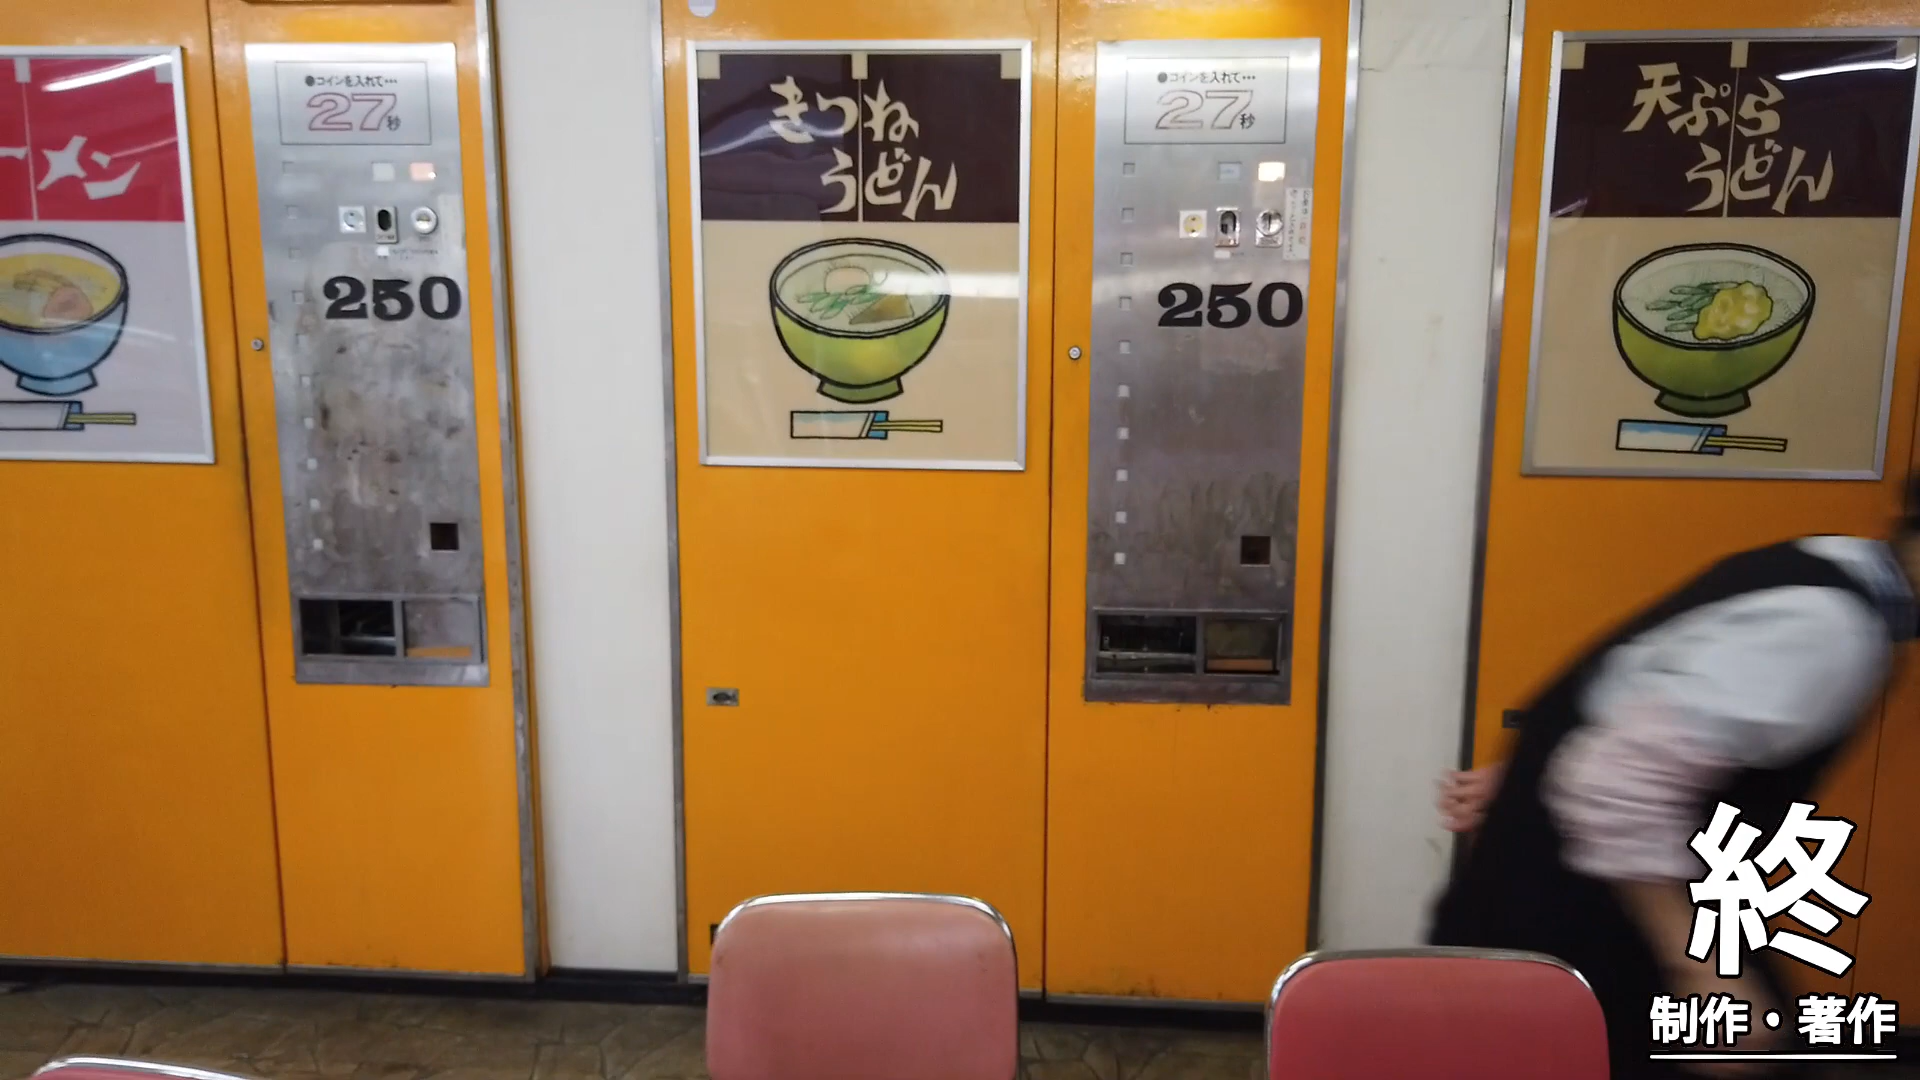 ーメン
●コインを入れて…
27秒
250
きつね
うどん
●コインを入れて…
27秒
250
天ぷら
うどん
終
制作・著作